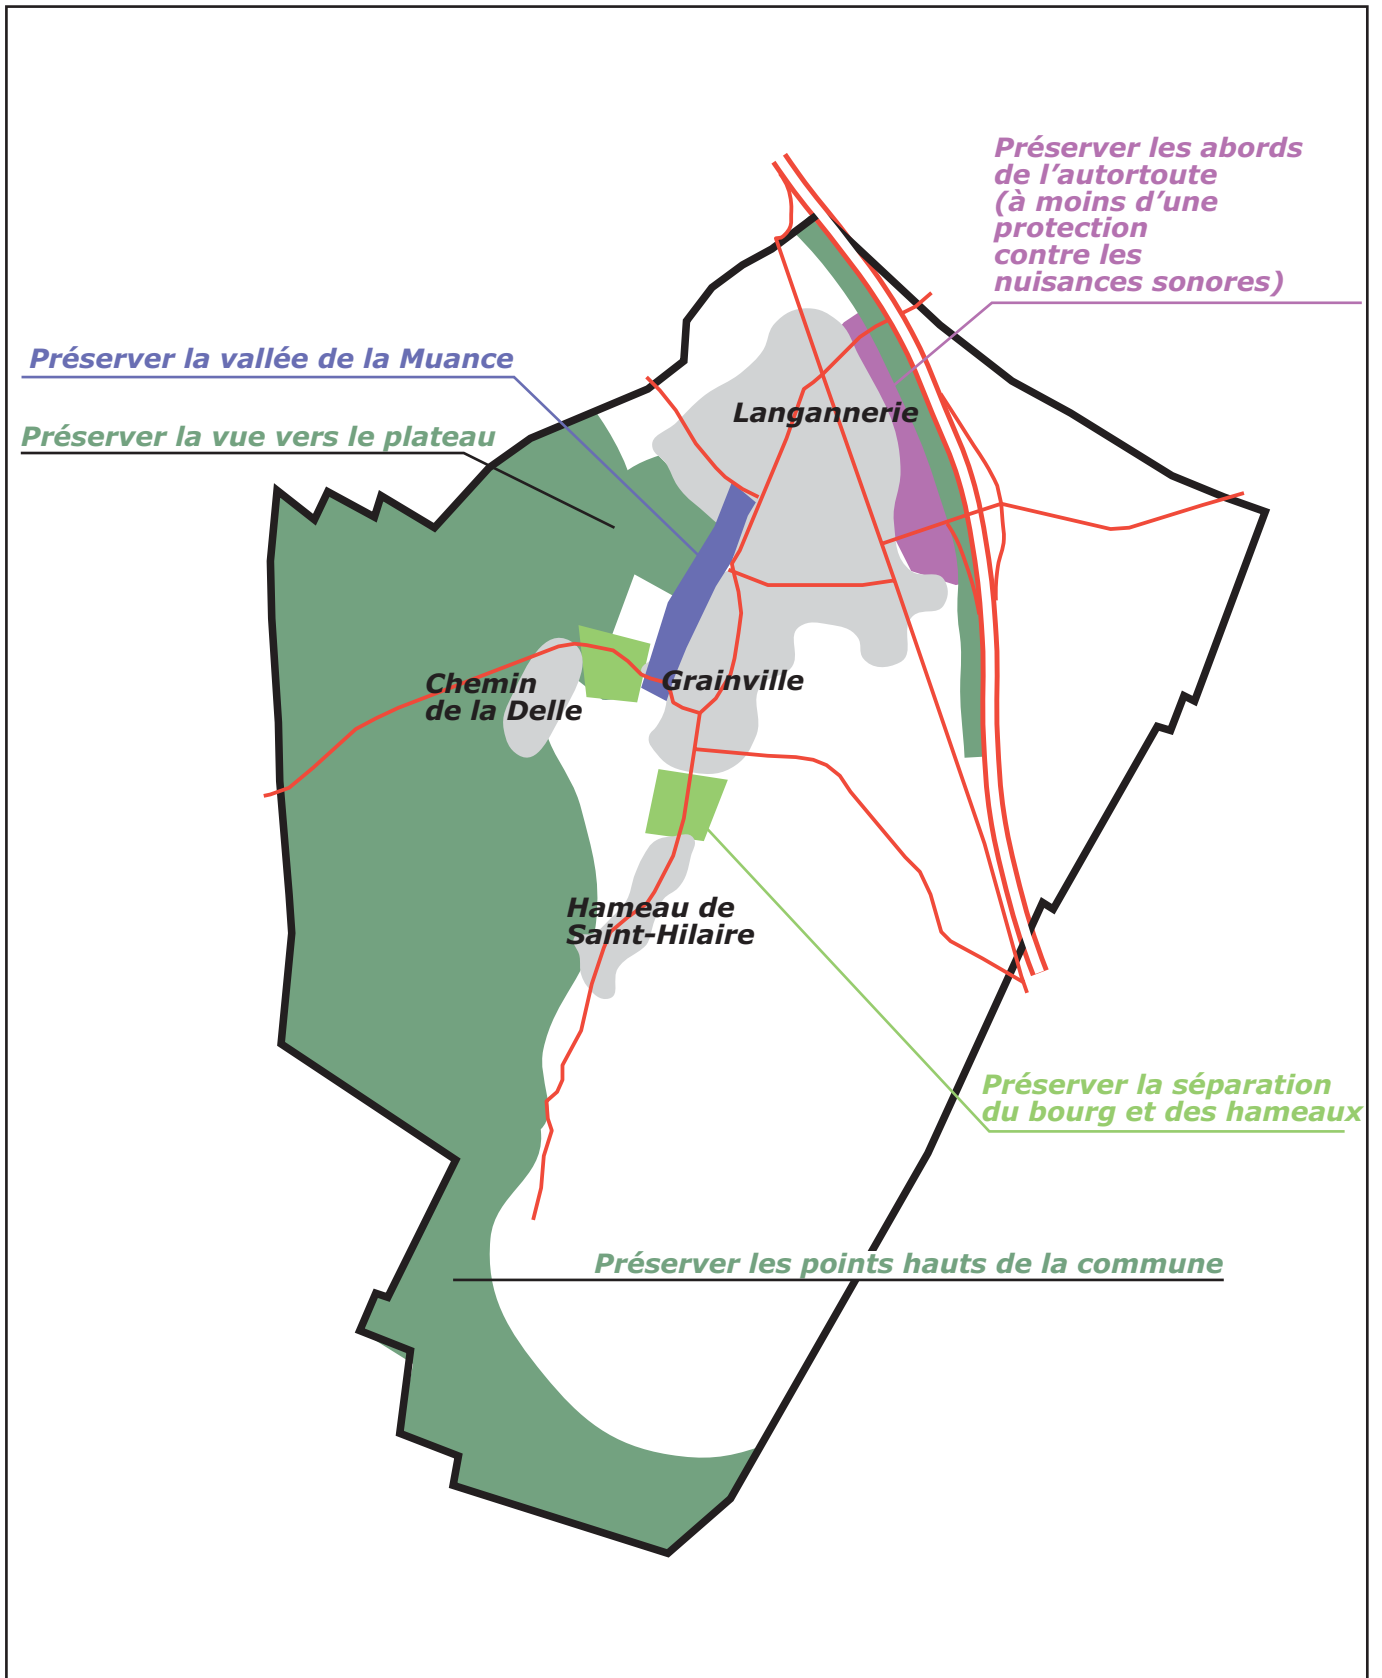 Préserver les abords
de l’autortoute
(à moins d’une
protection
contre les
nuisances sonores)
Préserver la vallée de la Muance
Langannerie
Préserver la vue vers le plateau
Grainville
Chemin
de la Delle
Hameau de
Saint-Hilaire
Préserver la séparation
du bourg et des hameaux
Préserver les points hauts de la commune